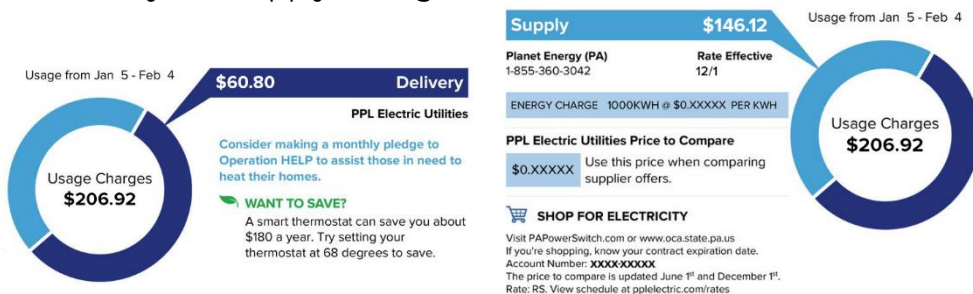 Usage from Jan 5 - Feb 4
$60.80 Delivery
PPL Electric Utilities
Consider making a monthly pledge to
Operation HELP to assist those in need to
heat their homes.
WANT TO SAVE?
A smart thermostat can save you about
$180 a year. Try setting your
thermostat at 68 degrees to save.
Usage Charges
$206.92
Supply $146.12
Usage from Jan 5 - Feb 4
Planet Energy (PA) Rate Effective
1-855-360-3042 12/1
ENERGY CHARGE 1000KWH @ $0.XXXXX PER KWH
PPL Electric Utilities Price to Compare
$0.XXXXX
Use this price when comparing
supplier offers.
Usage Charges
$206.92
SHOP FOR ELECTRICITY
Visit PAPowerSwitch.com or www.oca.state.pa.us
If you're shopping, know your contract expiration date.
Account Number: XXXX-XXXXX
The price to compare is updated June 1st and December 1st.
Rate: RS. View schedule at pplelectric.com/rates